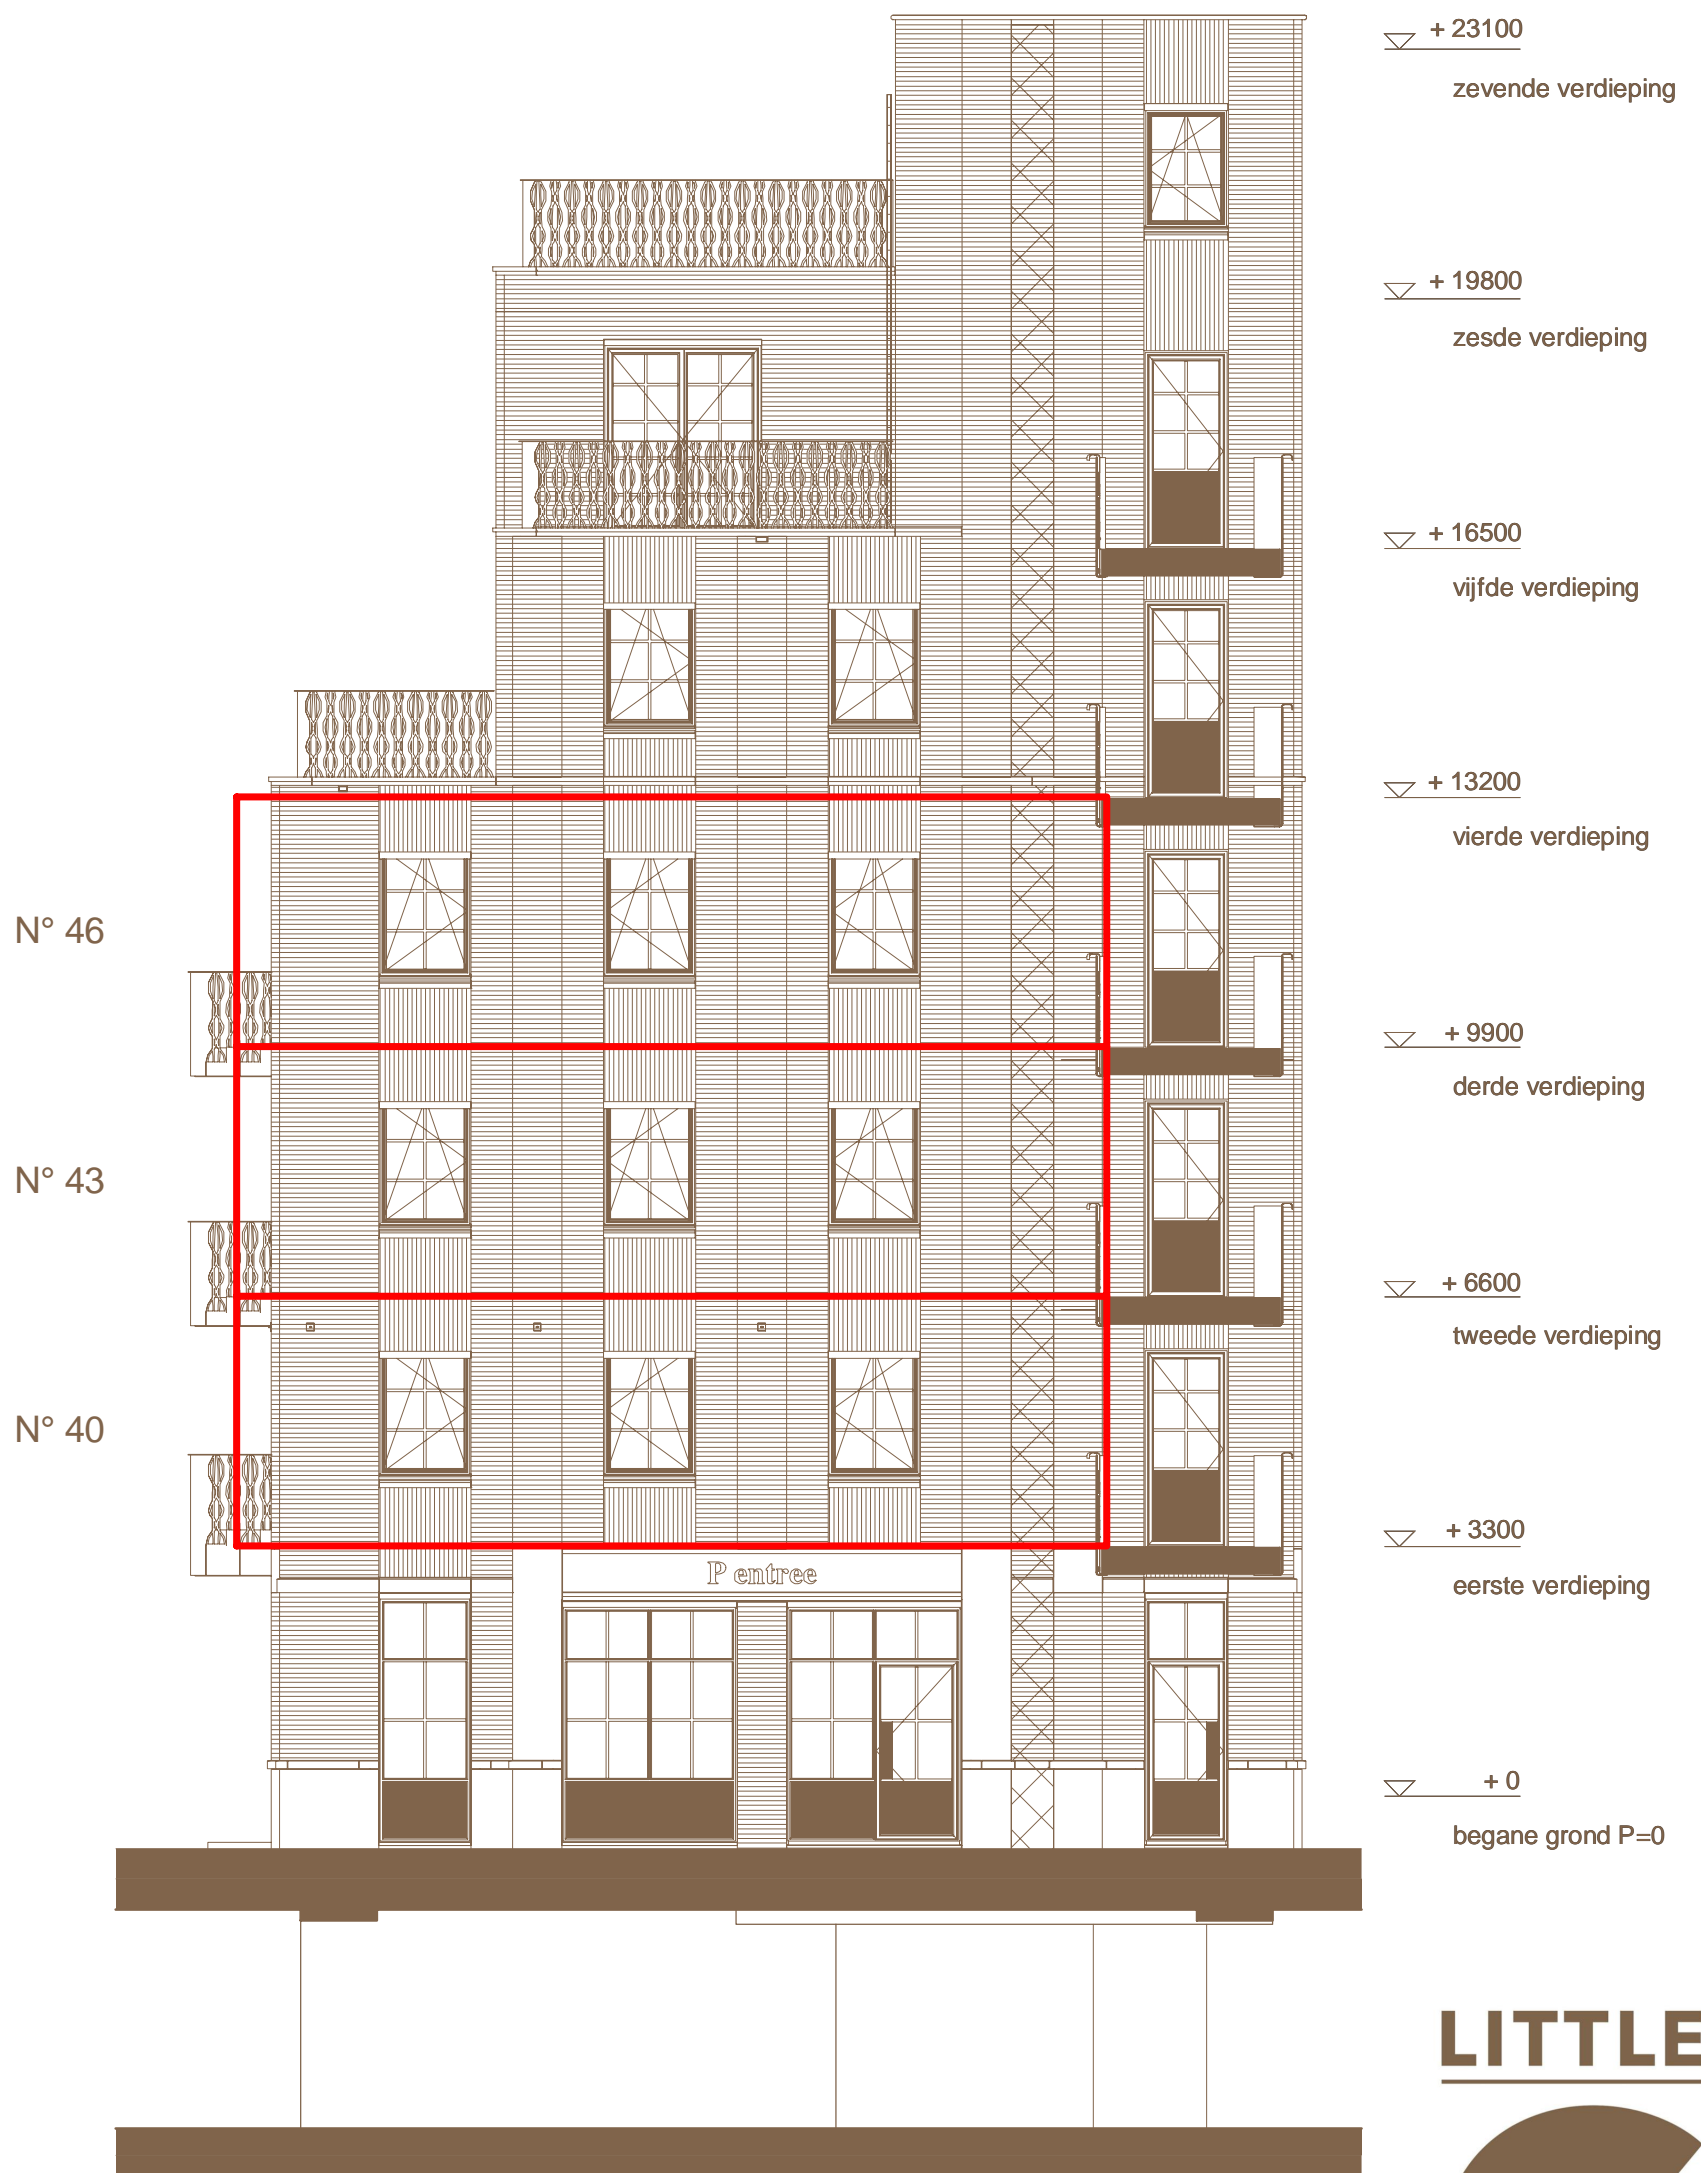 + 23100
zevende verdieping
+ 19800
zesde verdieping
+ 16500
vijfde verdieping
+ 13200
vierde verdieping
N° 46
+ 9900
derde verdieping
N° 43
+ 6600
tweede verdieping
N° 40
+ 3300
eerste verdieping
P entree
+ 0
begane grond P=0
LITTLE